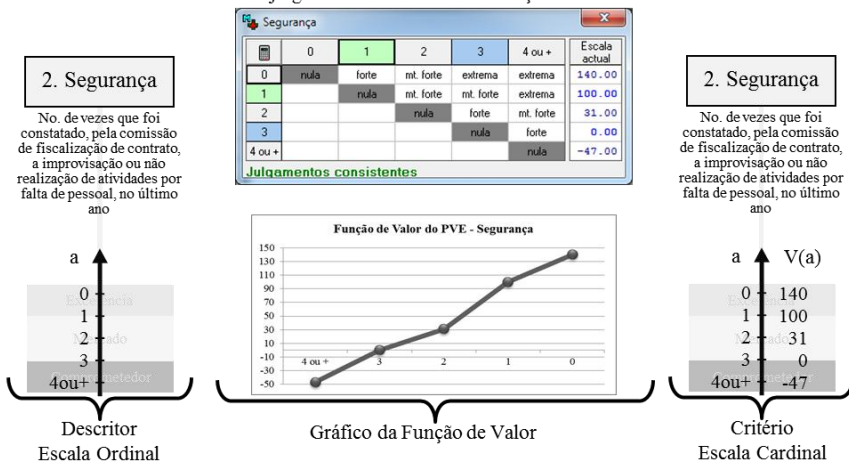 Segurança
0 1 2 3 4 ou + Escala actual
0 nula forte mt. forte extrema extrema 140.00
1 nula mt. forte mt. forte extrema 100.00
2 nula forte mt. forte 31.00
3 nula forte 0.00
4 ou + nula -47.00
Julgamentos consistentes
2. Segurança
No. de vezes que foi
constatado, pela comissão
de fiscalização de contrato,
a improvisação ou não
realização de atividades por
falta de pessoal, no último
ano
a
0
1
2
3
4ou+
Excelência
Mercado
Comprometedor
Descritor
Escala Ordinal
Função de Valor do PVE - Segurança
150
130
110
90
70
50
30
10
-10
-30
-50
4 ou + 3 2 1 0
Gráfico da Função de Valor
2. Segurança
No. de vezes que foi
constatado, pela comissão
de fiscalização de contrato,
a improvisação ou não
realização de atividades por
falta de pessoal, no último
ano
a V(a)
0 140
1 100
2 31
3 0
4ou+ -47
Critério
Escala Cardinal